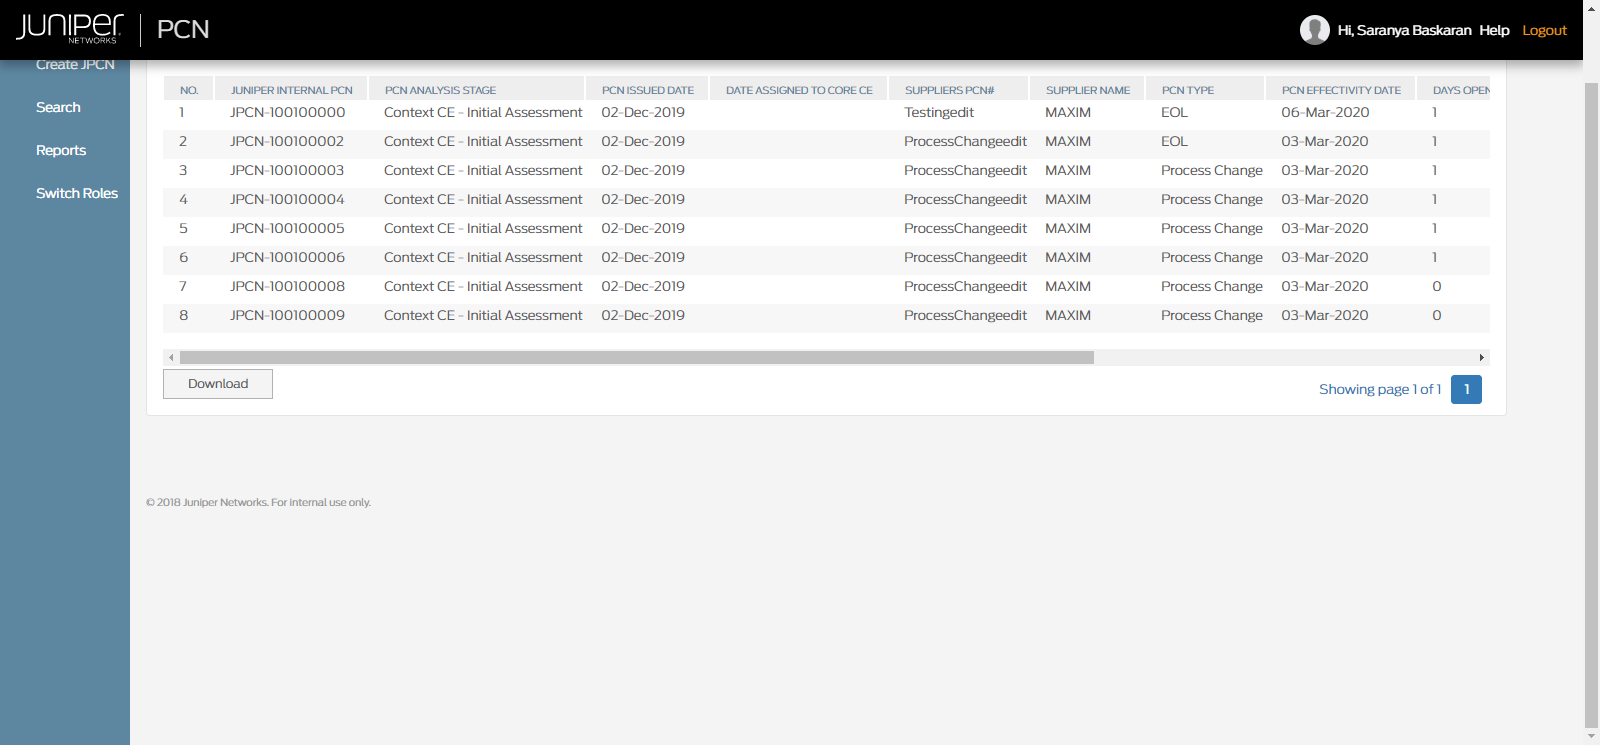 JUNIPER NETWORKS PCN Hi, Saranya Baskaran Help Logout
Create JPCN
Search
Reports
Switch Roles
NO. JUNIPER INTERNAL PCN PCN ANALYSIS STAGE PCN ISSUED DATE DATE ASSIGNED TO CORE CE SUPPLIERS PCN# SUPPLIER NAME PCN TYPE PCN EFFECTIVITY DATE DAYS OPEN
1 JPCN-100100000 Context CE - Initial Assessment 02-Dec-2019 Testingedit MAXIM EOL 06-Mar-2020 1
2 JPCN-100100002 Context CE - Initial Assessment 02-Dec-2019 ProcessChangeedit MAXIM EOL 03-Mar-2020 1
3 JPCN-100100003 Context CE - Initial Assessment 02-Dec-2019 ProcessChangeedit MAXIM Process Change 03-Mar-2020 1
4 JPCN-100100004 Context CE - Initial Assessment 02-Dec-2019 ProcessChangeedit MAXIM Process Change 03-Mar-2020 1
5 JPCN-100100005 Context CE - Initial Assessment 02-Dec-2019 ProcessChangeedit MAXIM Process Change 03-Mar-2020 1
6 JPCN-100100006 Context CE - Initial Assessment 02-Dec-2019 ProcessChangeedit MAXIM Process Change 03-Mar-2020 1
7 JPCN-100100008 Context CE - Initial Assessment 02-Dec-2019 ProcessChangeedit MAXIM Process Change 03-Mar-2020 0
8 JPCN-100100009 Context CE - Initial Assessment 02-Dec-2019 ProcessChangeedit MAXIM Process Change 03-Mar-2020 0
Download
Showing page 1 of 1 1
© 2018 Juniper Networks. For internal use only.